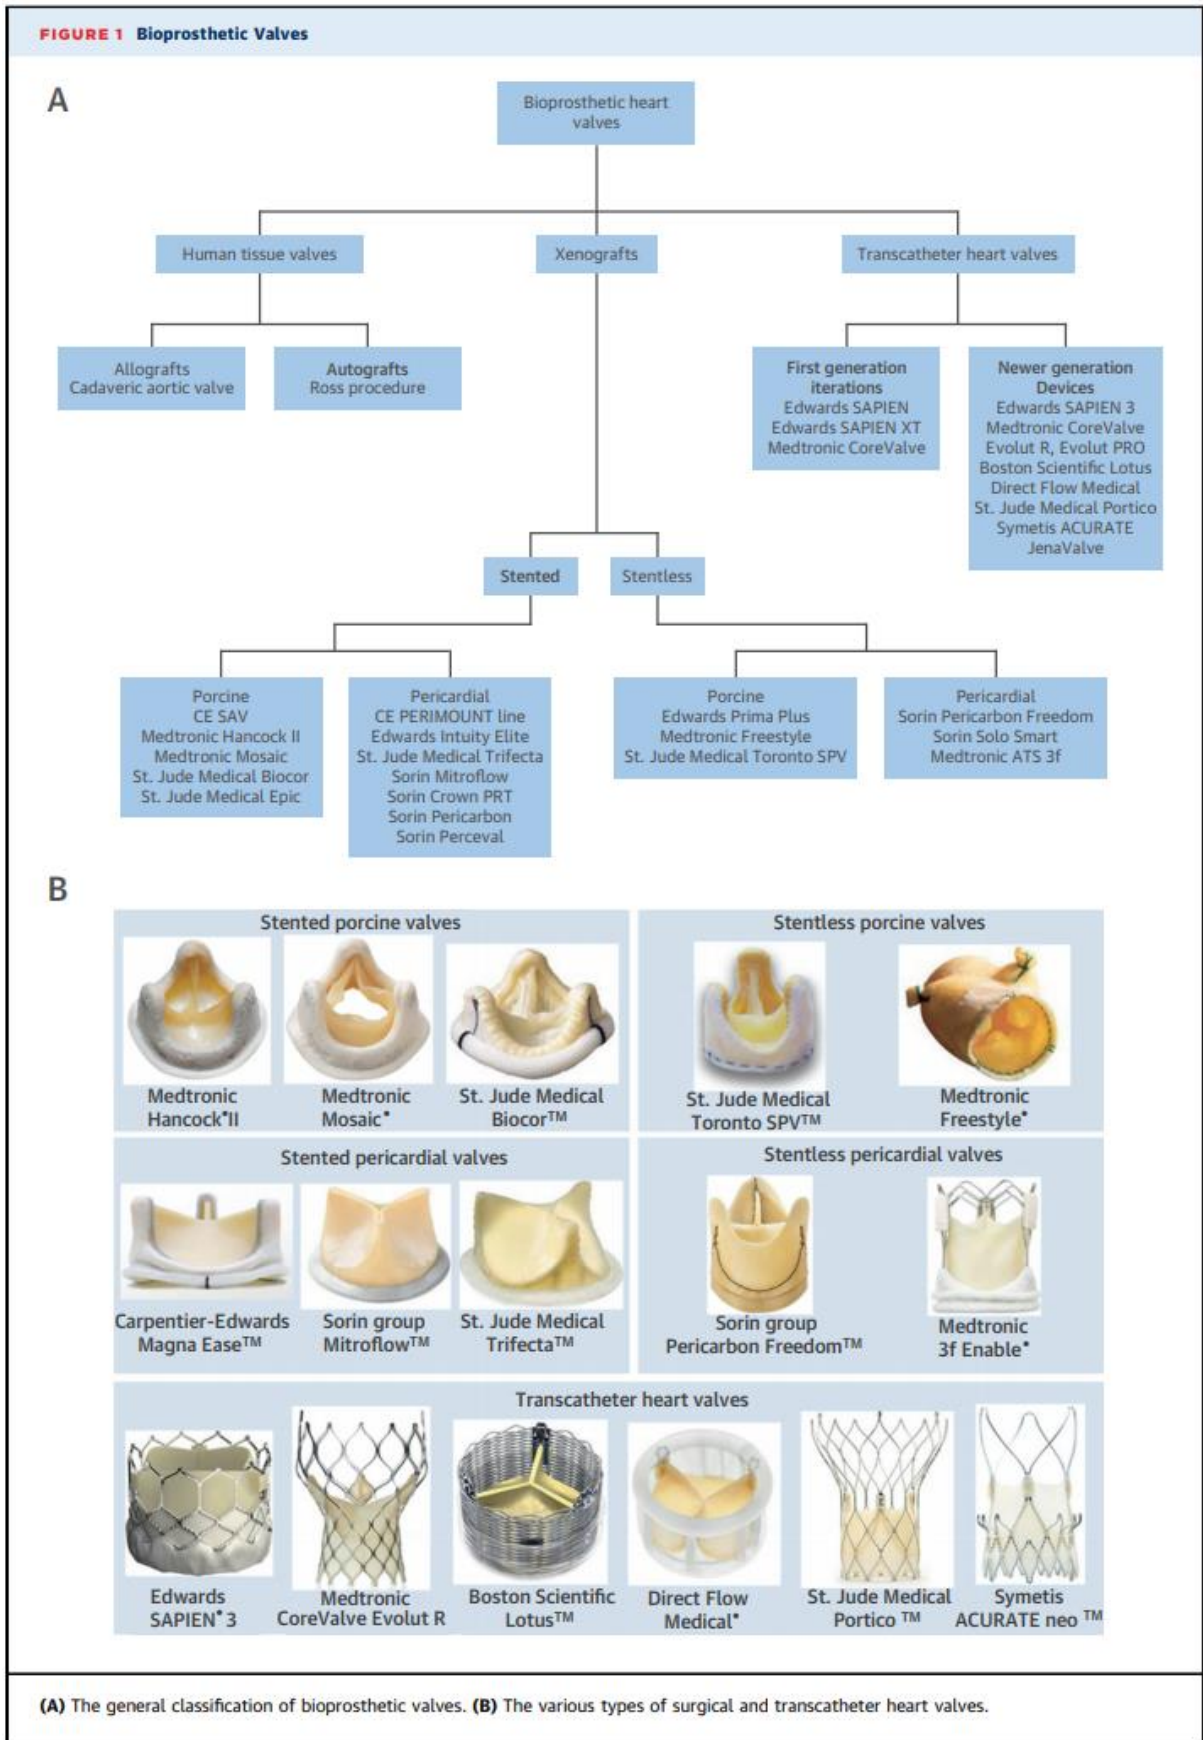 FIGURE 1 Bioprosthetic Valves
A
Bioprosthetic heart
valves
Human tissue valves
Xenografts
Transcatheter heart valves
Allografts
Cadaveric aortic valve
Autografts
Ross procedure
First generation
iterations
Edwards SAPIEN
Edwards SAPIEN XT
Medtronic CoreValve
Newer generation
Devices
Edwards SAPIEN 3
Medtronic CoreValve
Evolut R, Evolut PRO
Boston Scientific Lotus
Direct Flow Medical
St. Jude Medical Portico
Symetis ACURATE
JenaValve
Stented
Stentless
Porcine
CE SAV
Medtronic Hancock II
Medtronic Mosaic
St. Jude Medical Biocor
St. Jude Medical Epic
Pericardial
CE PERIMOUNT line
Edwards Intuity Elite
St. Jude Medical Trifecta
Sorin Mitroflow
Sorin Crown PRT
Sorin Pericarbon
Sorin Perceval
Porcine
Edwards Prima Plus
Medtronic Freestyle
St. Jude Medical Toronto SPV
Pericardial
Sorin Pericarbon Freedom
Sorin Solo Smart
Medtronic ATS 3f
B
Stented porcine valves
Medtronic
Hancock®II
Medtronic
Mosaic®
St. Jude Medical
Biocor™
Stentless porcine valves
St. Jude Medical
Toronto SPV™
Medtronic
Freestyle®
Stented pericardial valves
Carpentier-Edwards
Magna Ease™
Sorin group
Mitroflow™
St. Jude Medical
Trifecta™
Stentless pericardial valves
Sorin group
Pericarbon Freedom™
Medtronic
3f Enable®
Transcatheter heart valves
Edwards
SAPIEN®3
Medtronic
CoreValve Evolut R
Boston Scientific
Lotus™
Direct Flow
Medical®
St. Jude Medical
Portico ™
Symetis
ACURATE neo ™
(A) The general classification of bioprosthetic valves. (B) The various types of surgical and transcatheter heart valves.